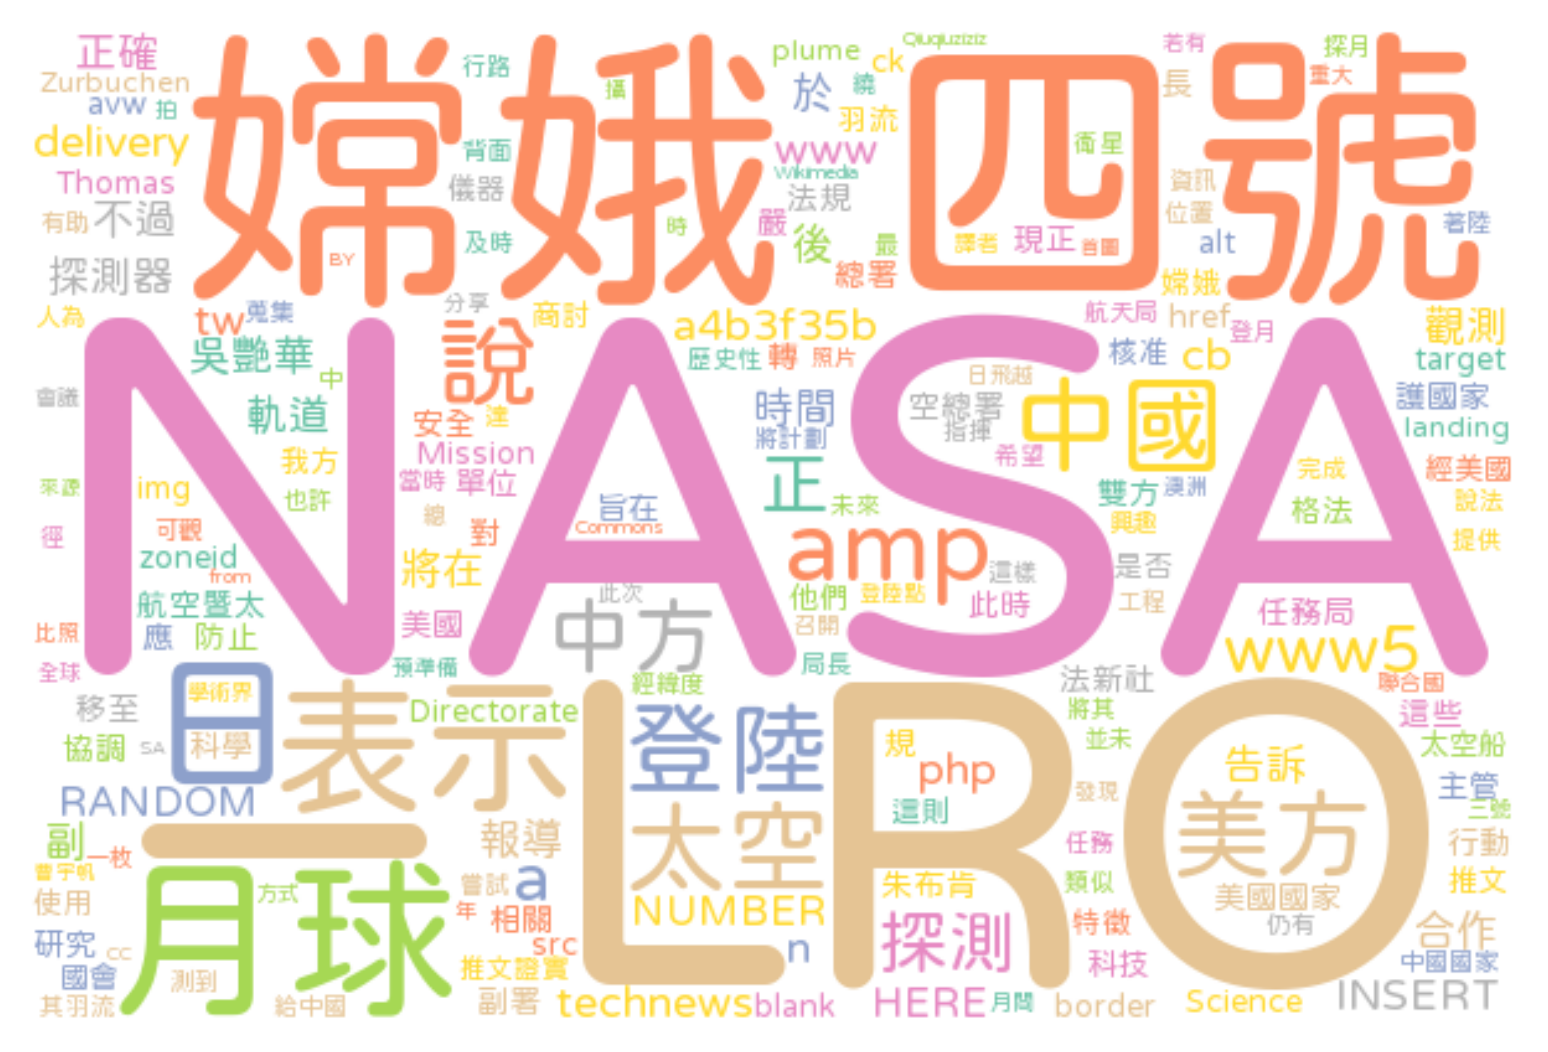 正確
Zurbuchen
avw 拍
delivery
Thomas
有助 不過
探測器
人為
嫦娥四號
行路
攝
背面
儀器
時
及時
BY
分享
plume ck
Qiuqiuziziz
於
繞
羽流
www
Wikimedia
法規
嚴
後
最
總署
衛星
譯者 現正 首圖
若有
探月
長
重大
資訊
位置
alt
著陸
嫦娥
NASA
tw 蒐集
吳艷華
中
說
商討
a4b3f35b
歷史性 轉 照片
航天局 href 登月
核准 cb
觀測
target
會議
軌道
安全 達
時間
將計劃
日飛越
空總署
指揮
中國
護國家
landing
我方
Mission
希望
來源
img
也許
當時 單位
總
旨在
Commons
正
未來
雙方 澳洲
興趣
完成
格法
經美國
說法
提供
徑
可觀
zoneid
from
對
將在
amp
這樣
是否
航空暨太
此次
他們 登陸點
此時
工程
任務局
比照
應 防止
美國
中方
召開
www5
全球
預準備
局長
經緯度
法新社
聯合國
LRO
移至
日
學術界
科學
表示
Directorate
登陸
將其
這些
協調
SA
規
php
並未
告訴
太空船
RANDOM
太空
這則
發現
美方
主管
三號
副
一枚
一
報導
任務
行動
曹宇帆
月球
方式
嘗試 a
NUMBER
朱布肯
類似
美國國家
推文
使用
年 相關
探測
特徵
仍有
合作
研究 cc
src
n
科技
中國國家
國會
測到
推文證實
其羽流
給中國
副署
technews
blank
HERE
月間
border
Science
INSERT